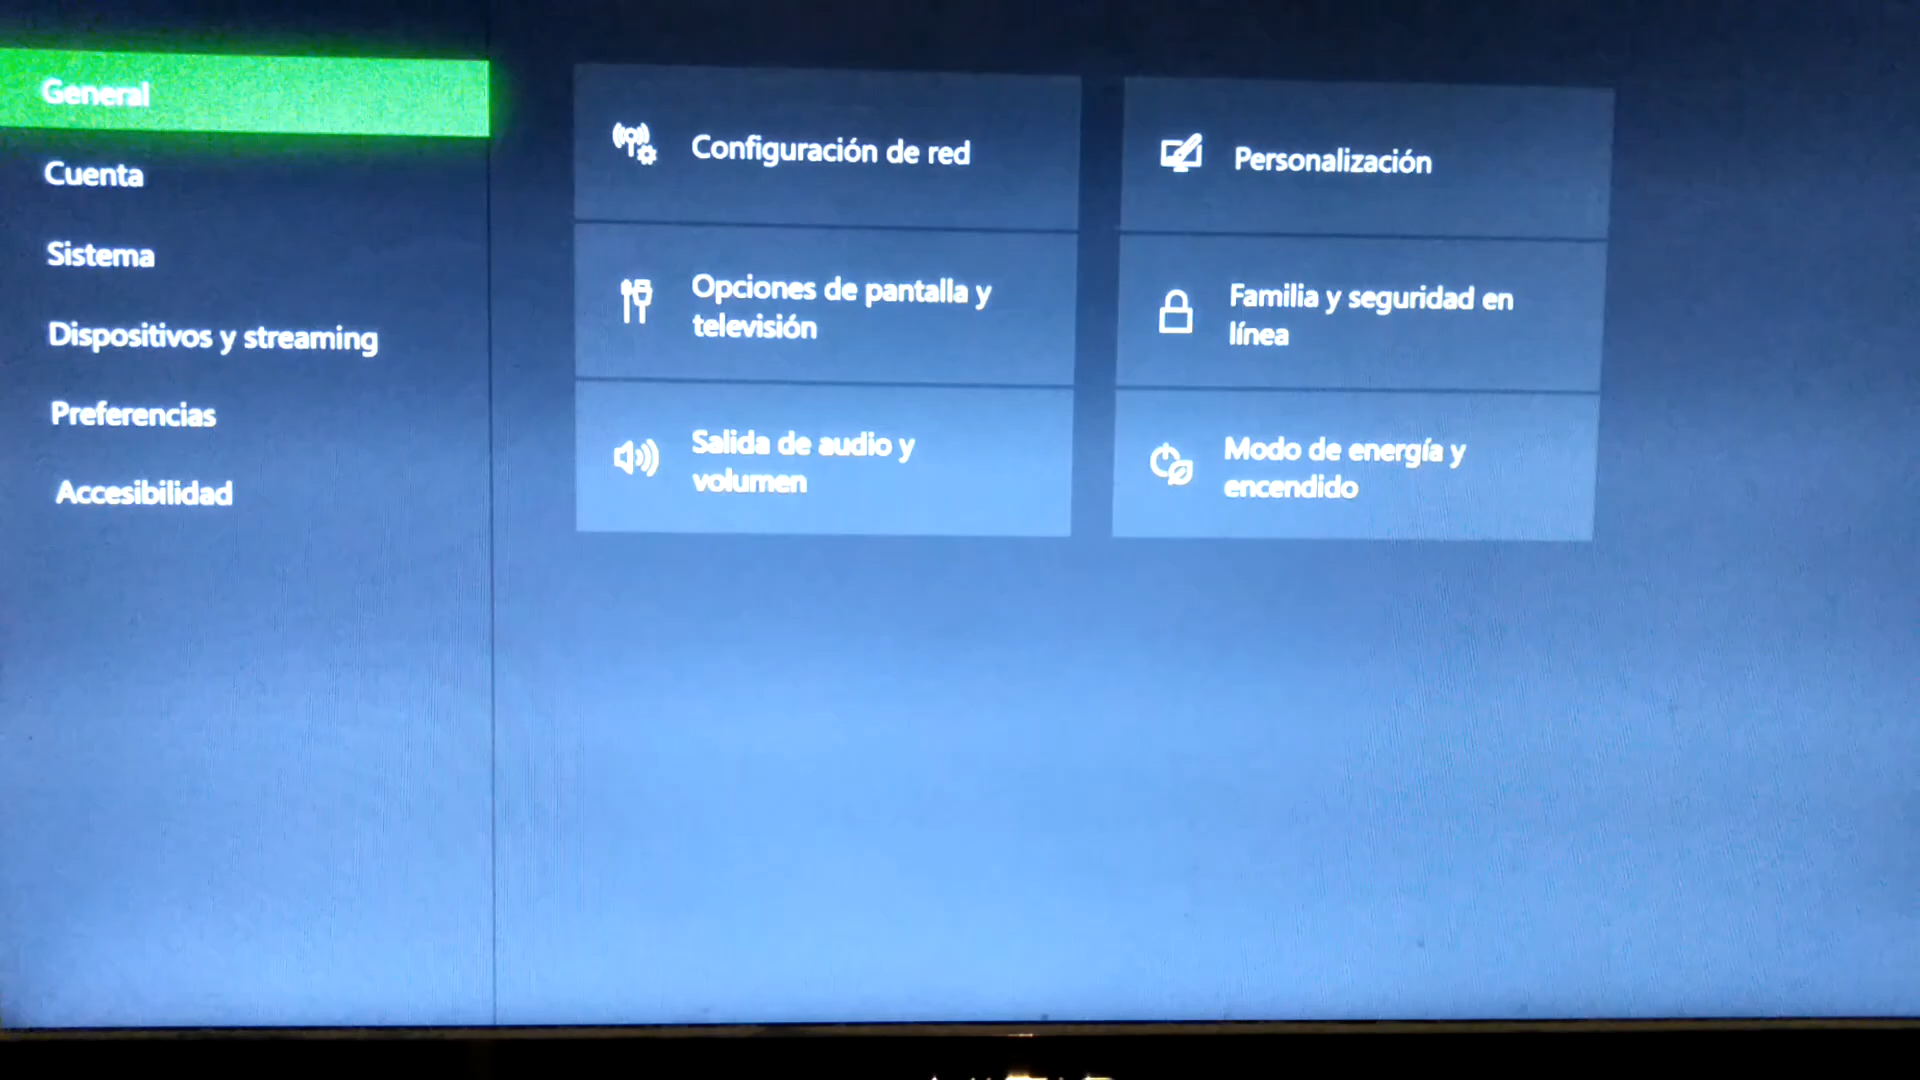 General
Cuenta
Sistema
Dispositivos y streaming
Preferencias
Accesibilidad
Configuración de red
Opciones de pantalla y
televisión
Salida de audio y
volumen
Personalización
Familia y seguridad en
línea
Modo de energía y
encendido